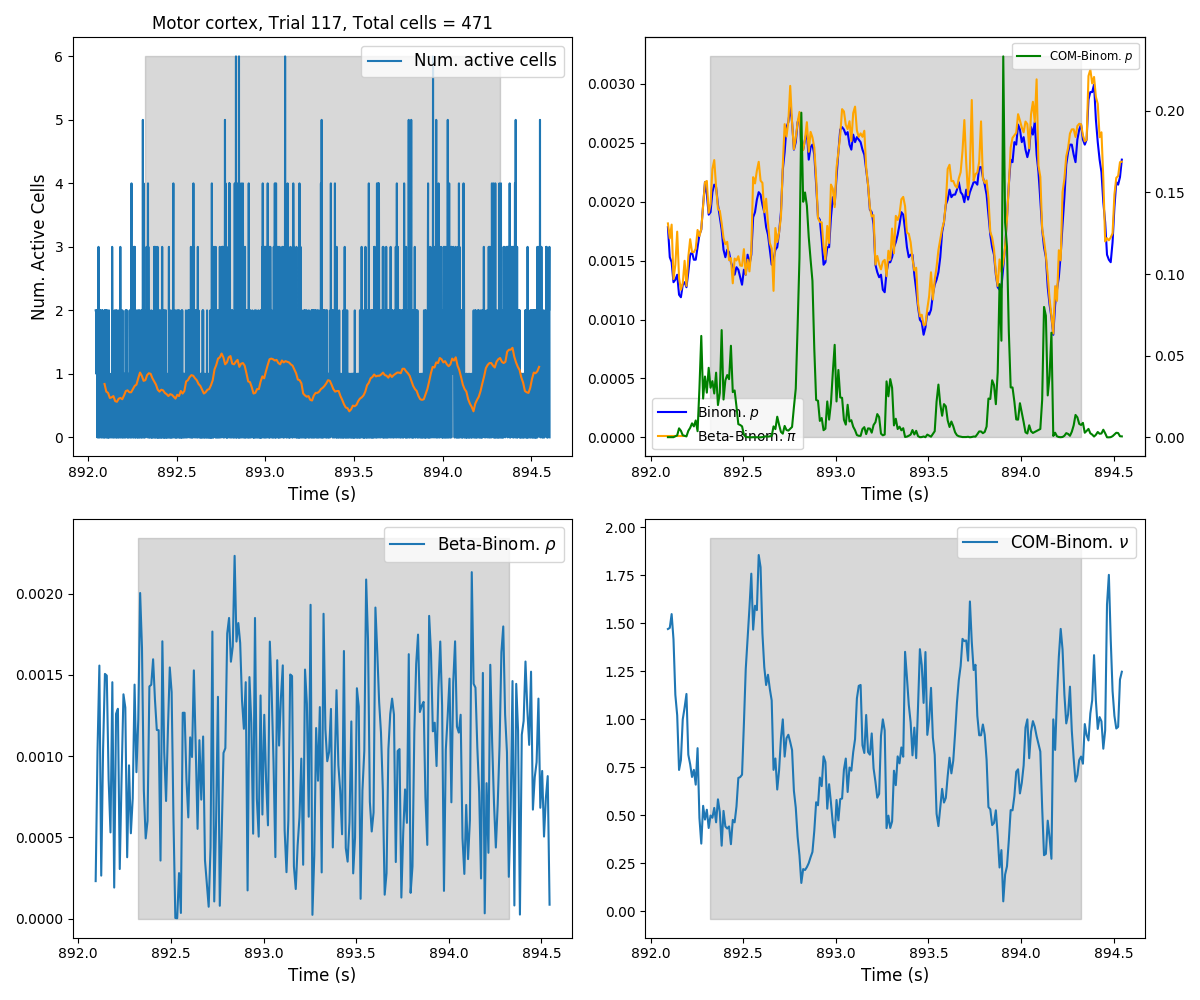 Motor cortex, Trial 117, Total cells = 471
Num. active cells
Num. Active Cells
6
5
4
3
2
1
0
892.0 892.5 893.0 893.5 894.0 894.5
Time (s)
COM-Binom. p
0.0030
0.0025
0.0020
0.0015
0.0010
0.0005
0.0000
0.20
0.15
0.10
0.05
0.00
Binom. p
Beta-Binom. π
892.0 892.5 893.0 893.5 894.0 894.5
Time (s)
Beta-Binom. ρ
0.0020
0.0015
0.0010
0.0005
0.0000
892.0 892.5 893.0 893.5 894.0 894.5
Time (s)
COM-Binom. ν
2.00
1.75
1.50
1.25
1.00
0.75
0.50
0.25
0.00
892.0 892.5 893.0 893.5 894.0 894.5
Time (s)